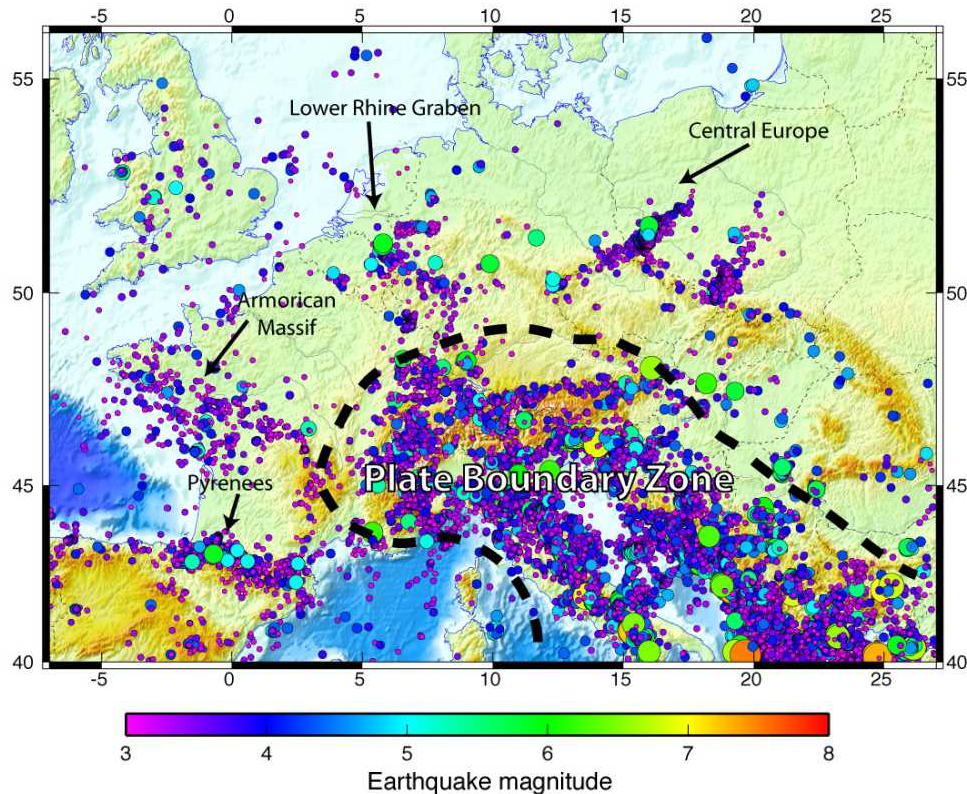 -5 0 5 10 15 20 25
55 55
Lower Rhine Graben
Central Europe
50 50
Armorican
Massif
Pyrenees
Plate Boundary Zone
45 45
40 40
-5 0 5 10 15 20 25
3 4 5 6 7 8
Earthquake magnitude